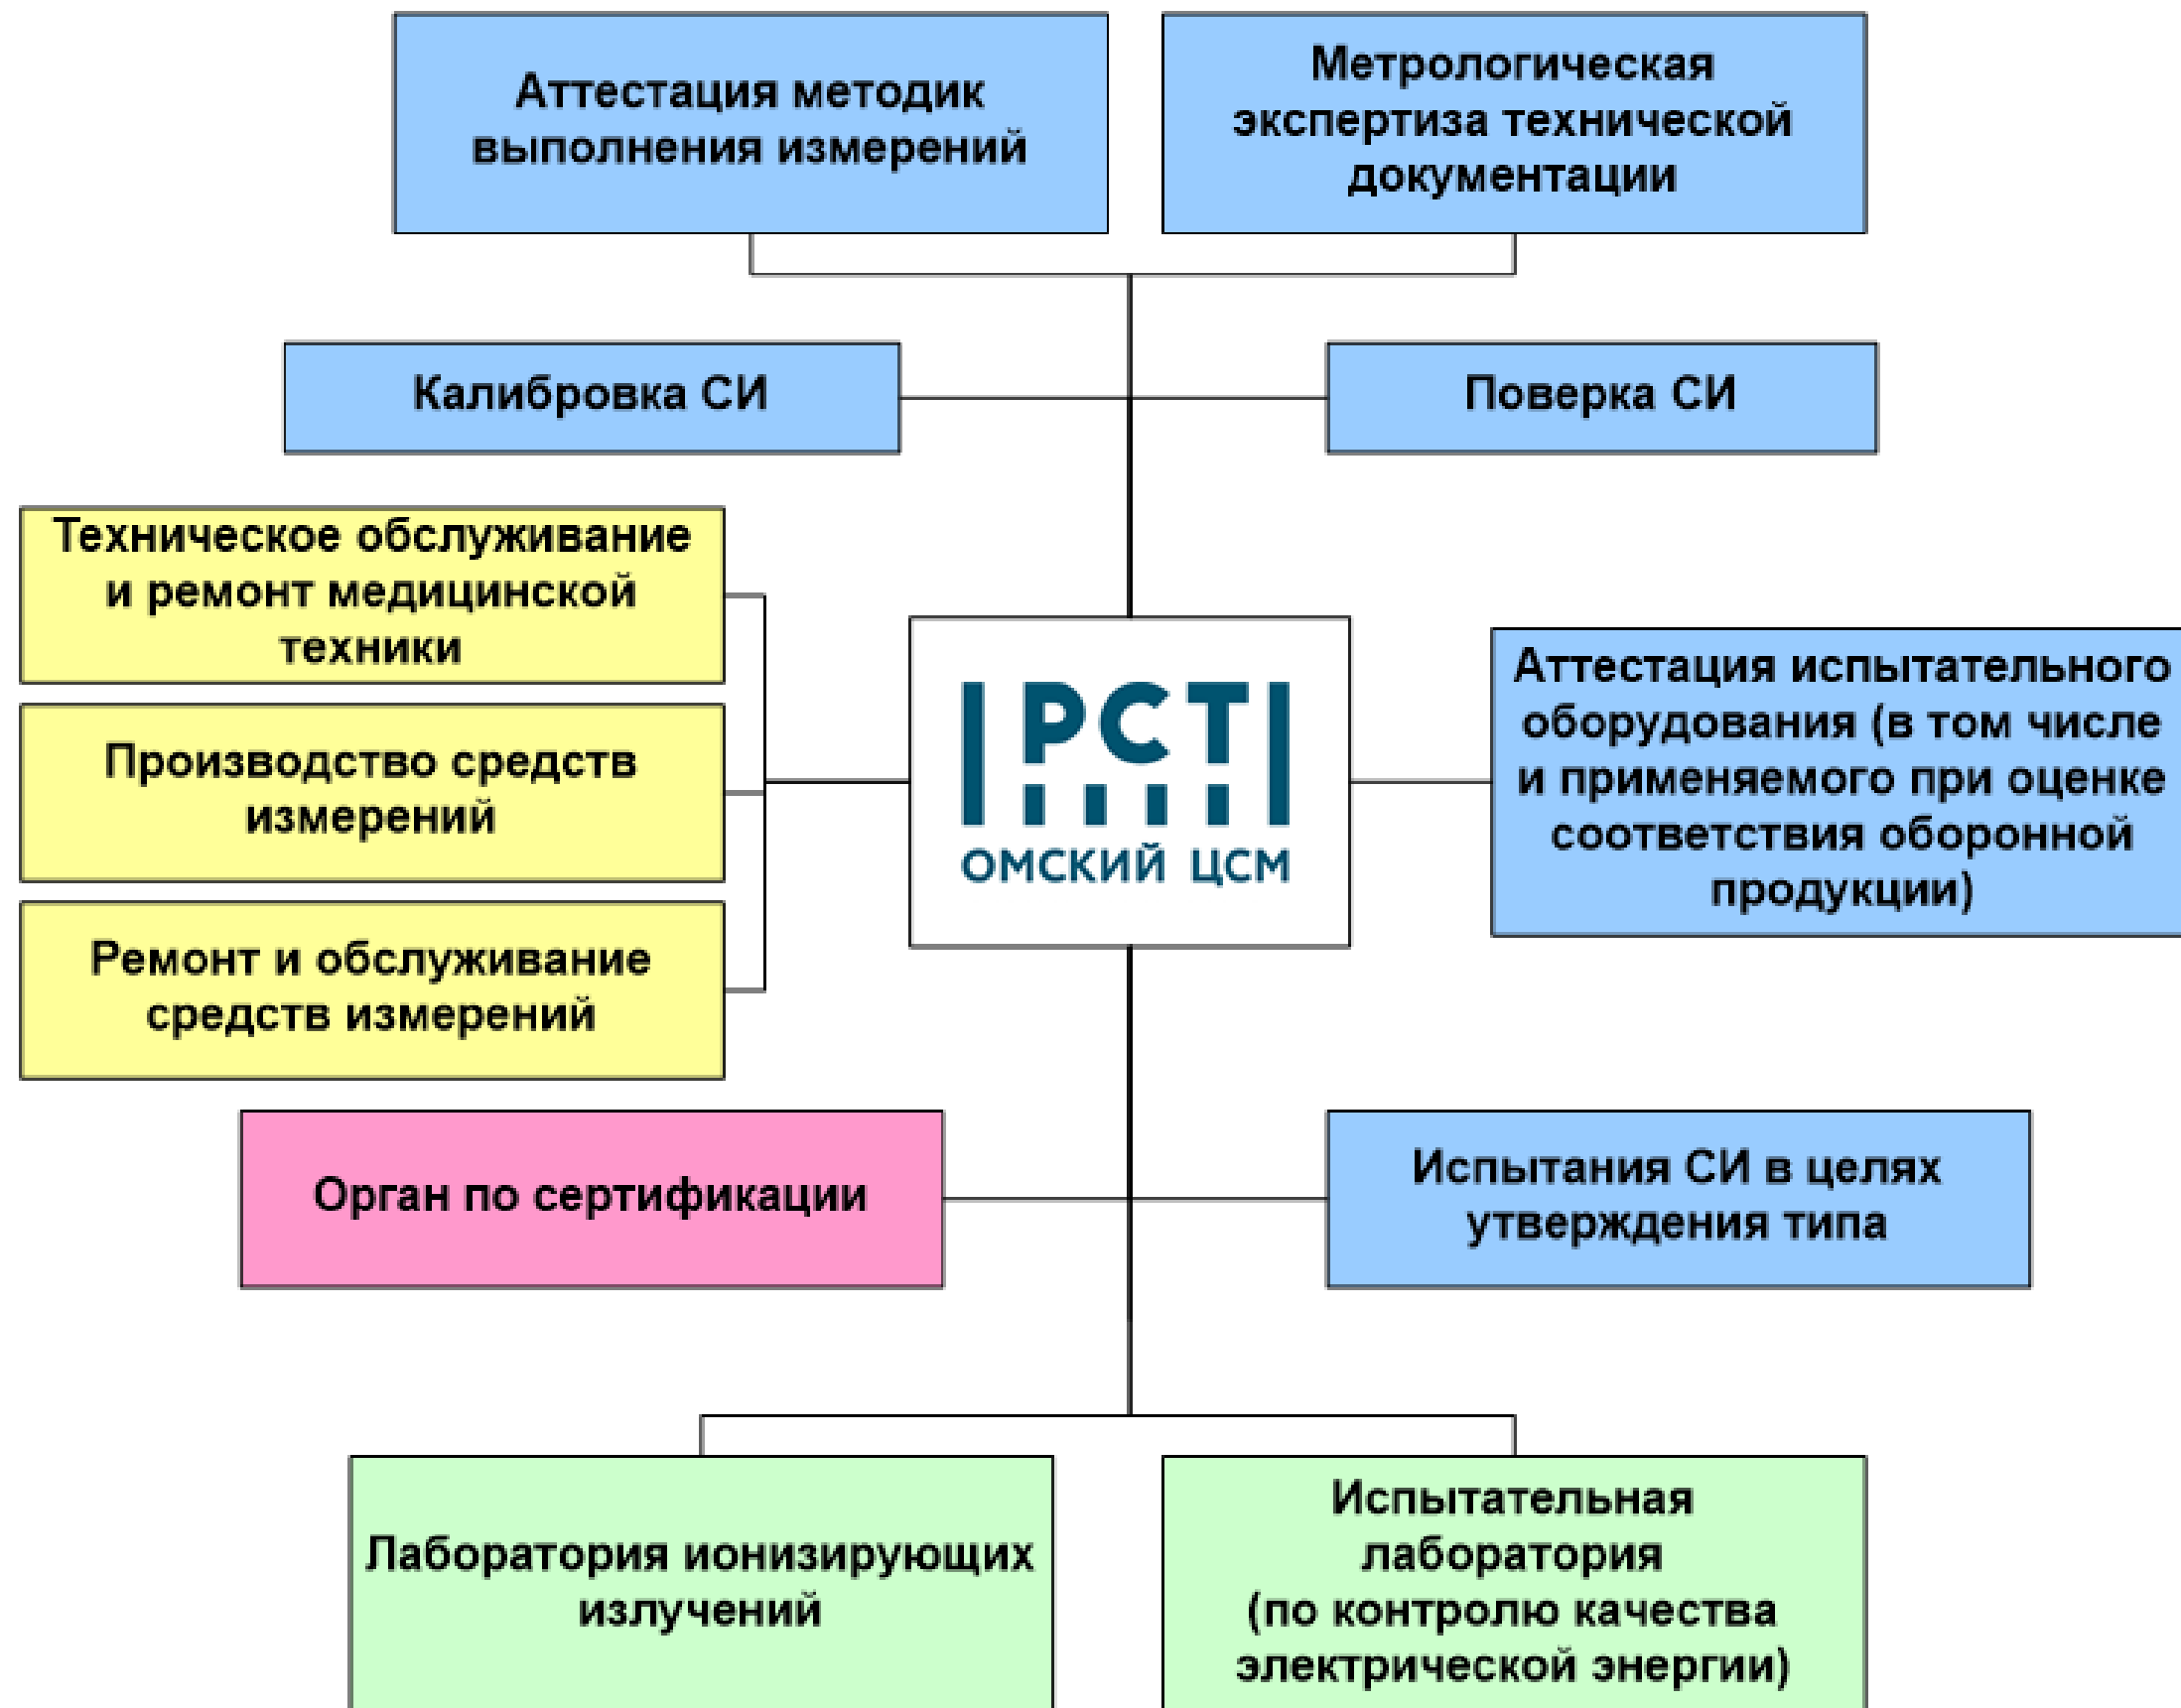 Аттестация методик
выполнения измерений
Метрологическая
экспертиза технической
документации
Калибровка СИ
Поверка СИ
Техническое обслуживание
и ремонт медицинской
техники
Производство средств
измерений
Ремонт и обслуживание
средств измерений
РСТ
ОМСКИЙ ЦСМ
Аттестация испытательного
оборудования (в том числе
и применяемого при оценке
соответствия оборонной
продукции)
Орган по сертификации
Испытания СИ в целях
утверждения типа
Лаборатория ионизирующих
излучений
Испытательная
лаборатория
(по контролю качества
электрической энергии)